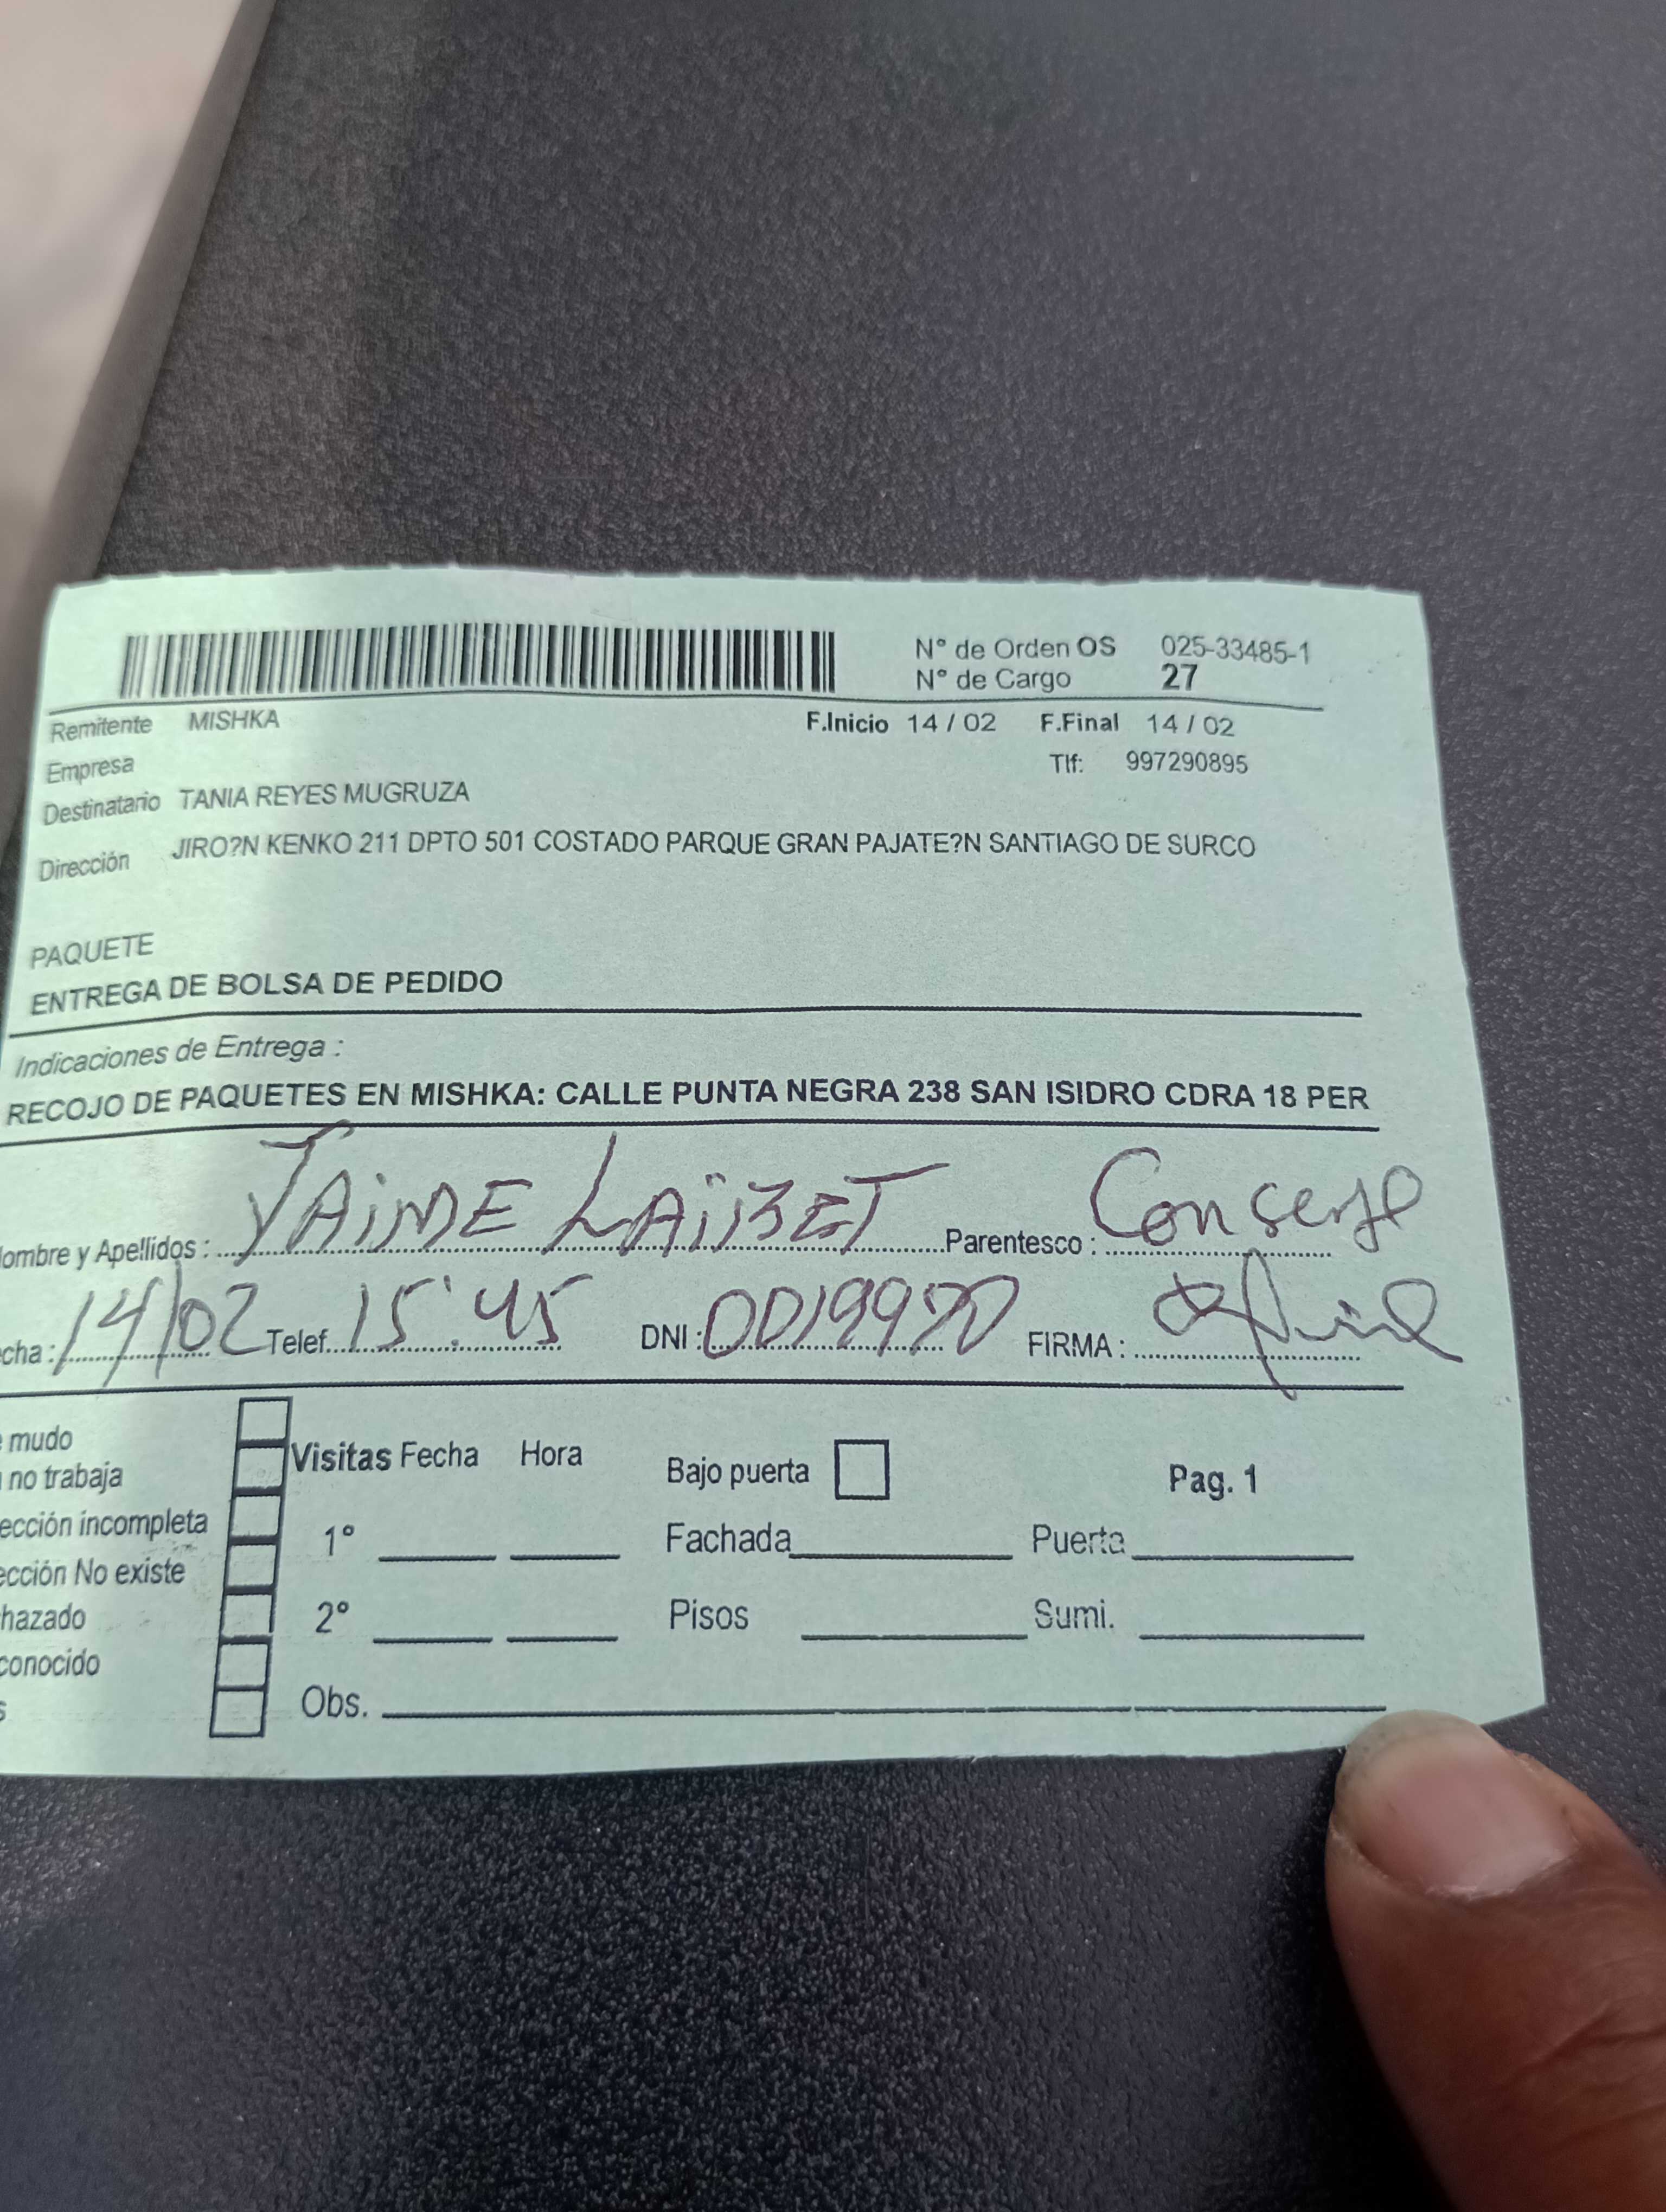 N° de Orden OS 025-33485-1
N° de Cargo 27
Remitente MISHKA F.Inicio 14 / 02 F.Final 14 / 02
Empresa Tlf: 997290895
Destinatario TANIA REYES MUGRUZA
Dirección JIRO?N KENKO 211 DPTO 501 COSTADO PARQUE GRAN PAJATE?N SANTIAGO DE SURCO
PAQUETE
ENTREGA DE BOLSA DE PEDIDO
Indicaciones de Entrega :
RECOJO DE PAQUETES EN MISHKA: CALLE PUNTA NEGRA 238 SAN ISIDRO CDRA 18 PER
ombre y Apellidos : JAIME Parentesco : Conserje
cha : 14/02 Telef. 15:45 DNI : FIRMA :
mudo
no trabaja Visitas Fecha Hora Bajo puerta Pag. 1
ección incompleta 1° Fachada Puerta
ección No existe
hazado 2° Pisos Sumi.
conocido
s Obs.